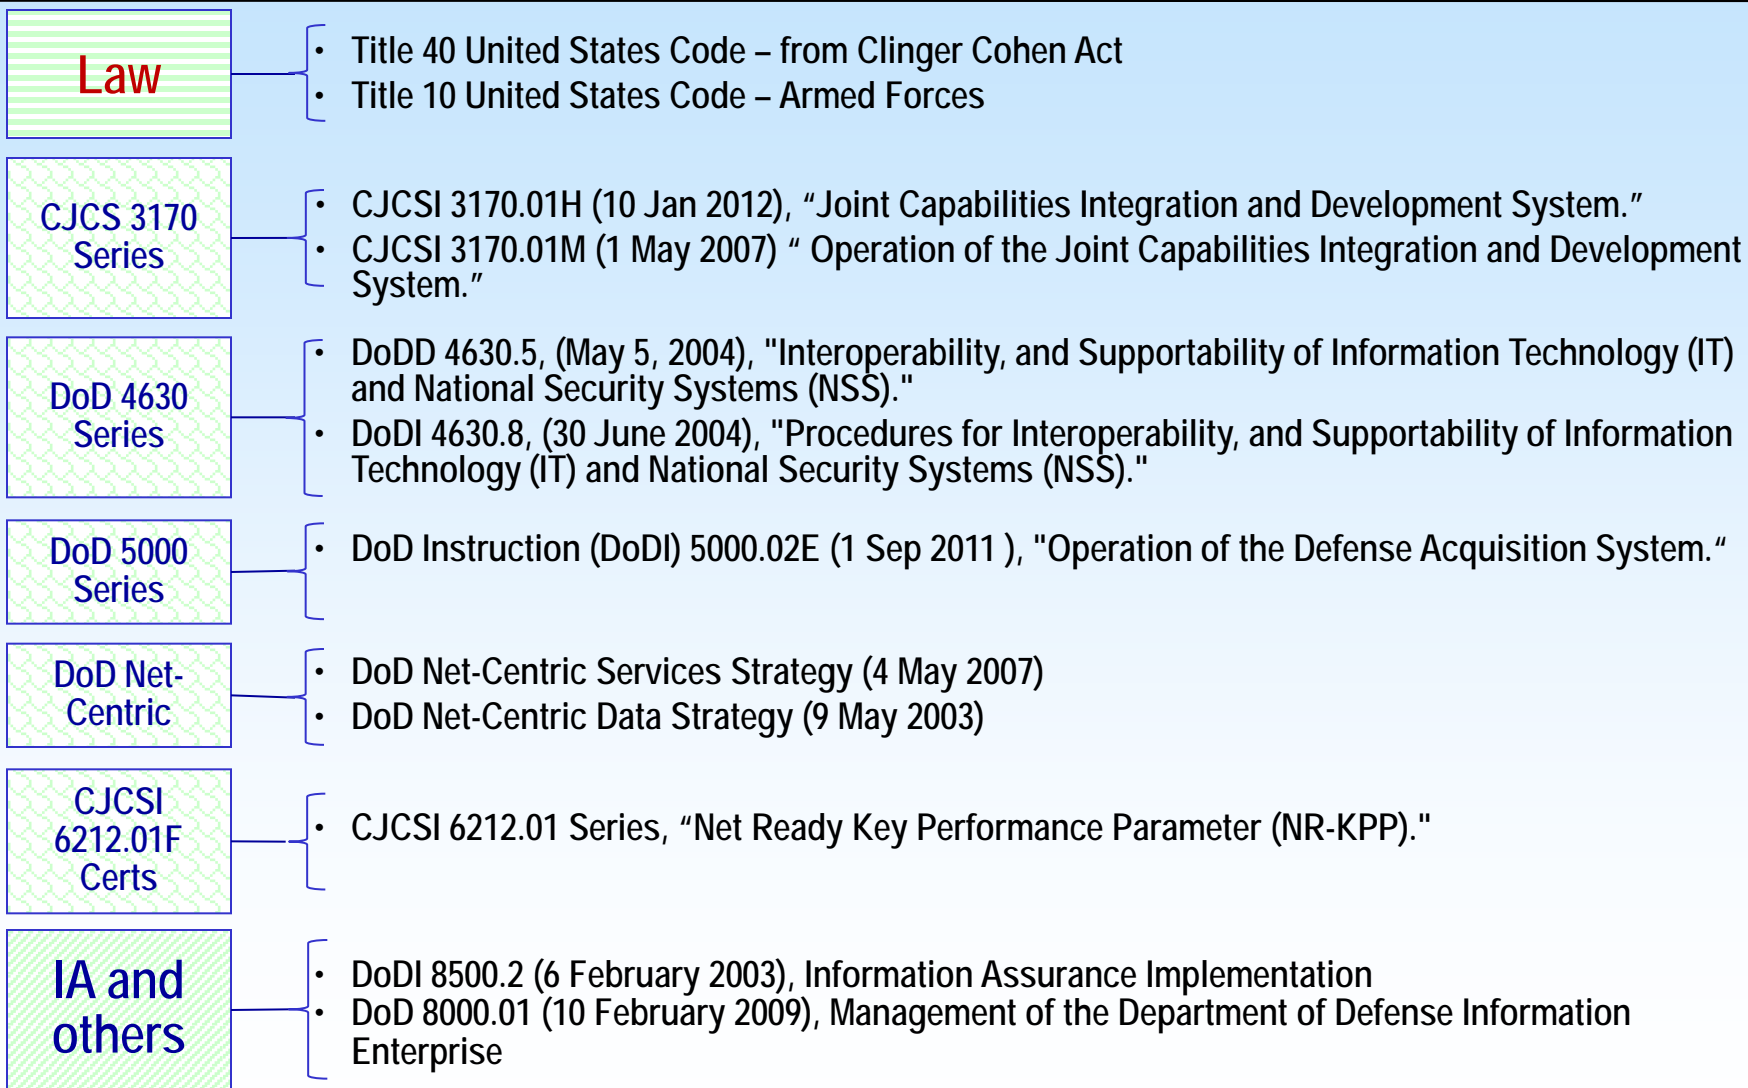 Law
• Title 40 United States Code – from Clinger Cohen Act
• Title 10 United States Code – Armed Forces
CJCS 3170
Series
• CJCSI 3170.01H (10 Jan 2012), “Joint Capabilities Integration and Development System.”
• CJCSI 3170.01M (1 May 2007) “ Operation of the Joint Capabilities Integration and Development
System.”
DoD 4630
Series
• DoDD 4630.5, (May 5, 2004), "Interoperability, and Supportability of Information Technology (IT)
and National Security Systems (NSS)."
• DoDI 4630.8, (30 June 2004), "Procedures for Interoperability, and Supportability of Information
Technology (IT) and National Security Systems (NSS)."
DoD 5000
Series
• DoD Instruction (DoDI) 5000.02E (1 Sep 2011 ), "Operation of the Defense Acquisition System.“
DoD Net-
Centric
• DoD Net-Centric Services Strategy (4 May 2007)
• DoD Net-Centric Data Strategy (9 May 2003)
CJCSI
6212.01F
Certs
• CJCSI 6212.01 Series, “Net Ready Key Performance Parameter (NR-KPP)."
IA and
others
• DoDI 8500.2 (6 February 2003), Information Assurance Implementation
• DoD 8000.01 (10 February 2009), Management of the Department of Defense Information
Enterprise